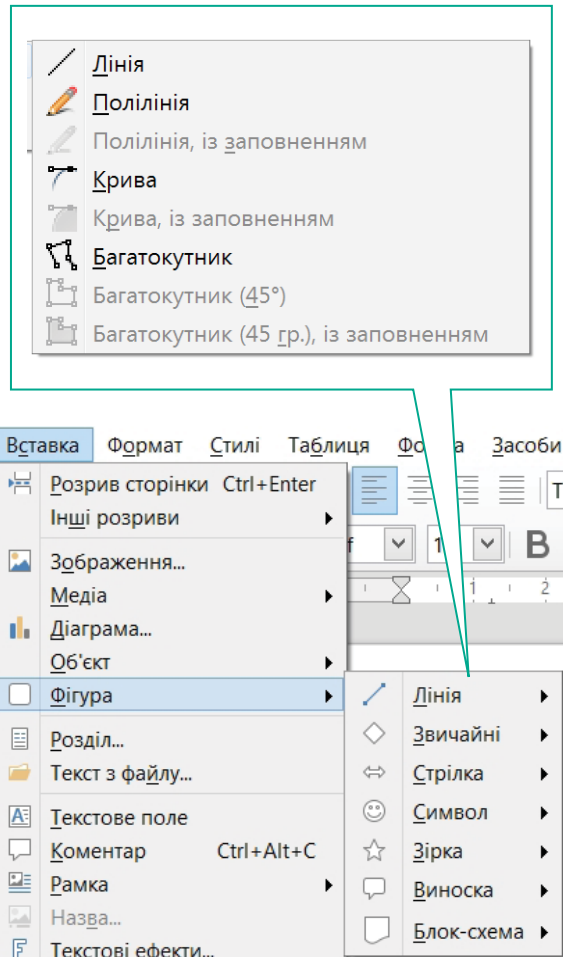 Лінія
Полілінія
Полілінія, із заповненням
Крива
Крива, із заповненням
Багатокутник
Багатокутник (45°)
Багатокутник (45 гр.), із заповненням
Вставка Формат Стилі Таблиця Засоби
Розрив сторінки Ctrl+Enter
Інші розриви
Зображення...
Медіа
Діаграма...
Об'єкт
Фігура
Розділ...
Текст з файлу...
Текстове поле
Коментар Ctrl+Alt+C
Рамка
Назва...
Текстові ефекти...
B
1 2
Лінія
Звичайні
Стрілка
Символ
Зірка
Виноска
Блок-схема